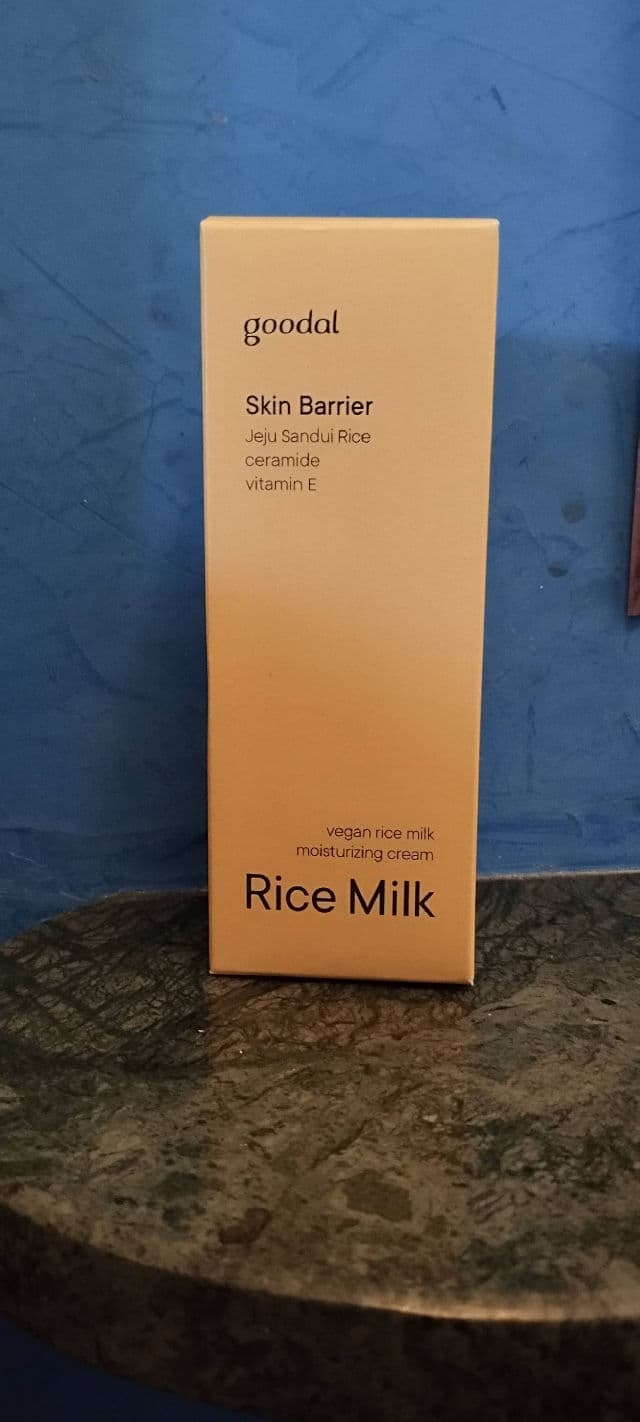 goodal
Skin Barrier
Jeju Sandui Rice
ceramide
vitamin E
vegan rice milk
moisturizing cream
Rice Milk